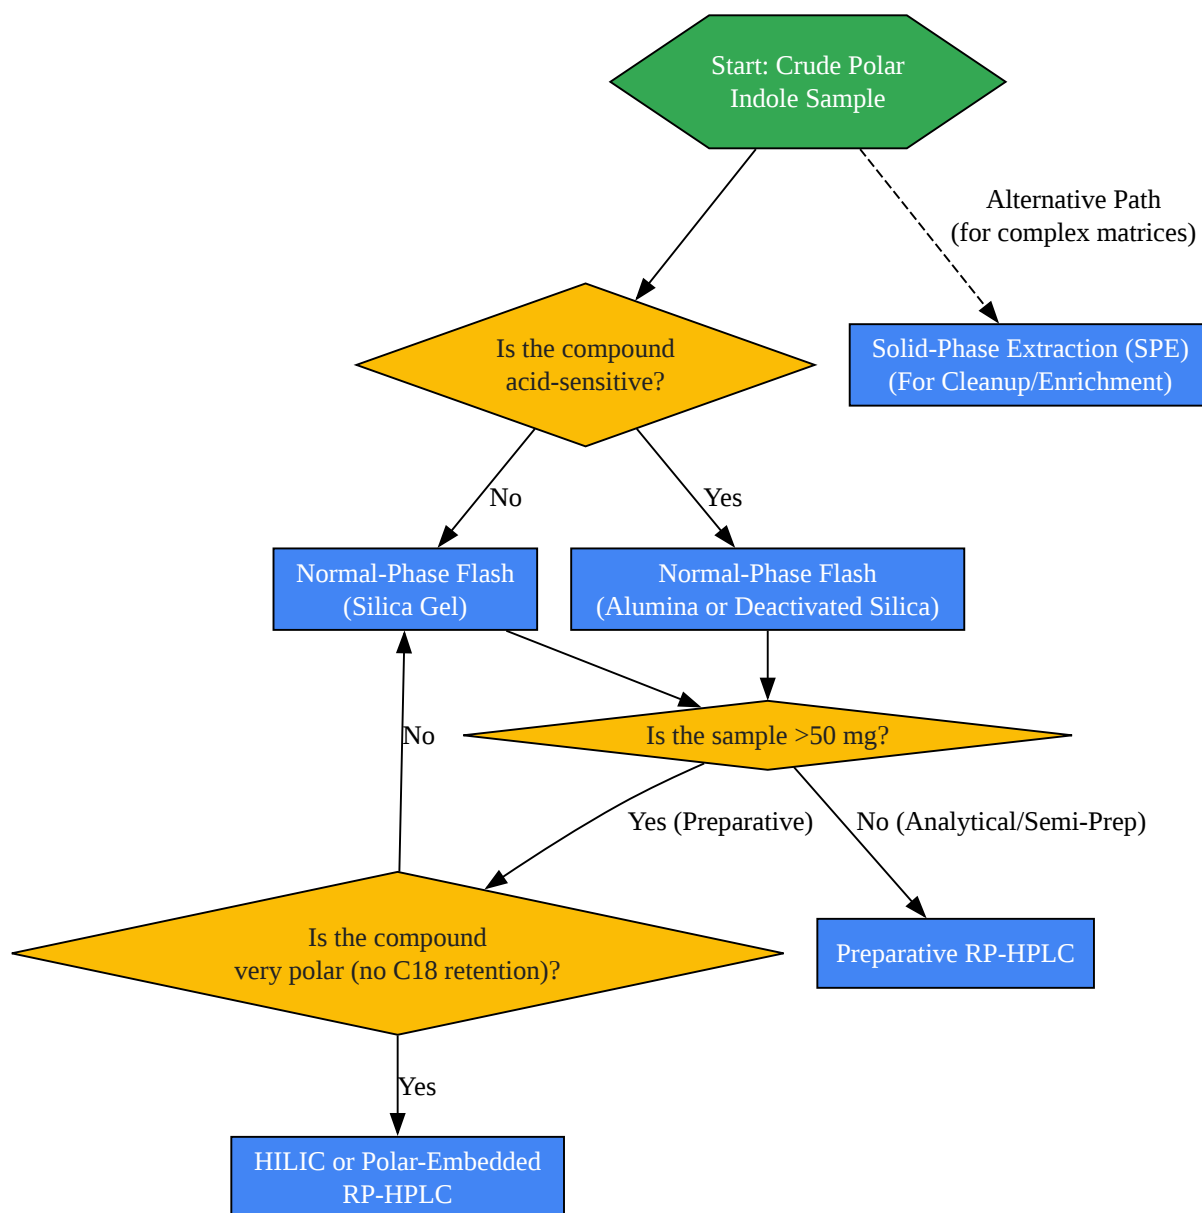 Start: Crude Polar
Indole Sample
Alternative Path
(for complex matrices)
Is the compound
acid-sensitive?
Solid-Phase Extraction (SPE)
(For Cleanup/Enrichment)
No
Yes
Normal-Phase Flash
(Silica Gel)
Normal-Phase Flash
(Alumina or Deactivated Silica)
No
Is the sample >50 mg?
Yes (Preparative)
No (Analytical/Semi-Prep)
Is the compound
very polar (no C18 retention)?
Preparative RP-HPLC
Yes
HILIC or Polar-Embedded
RP-HPLC